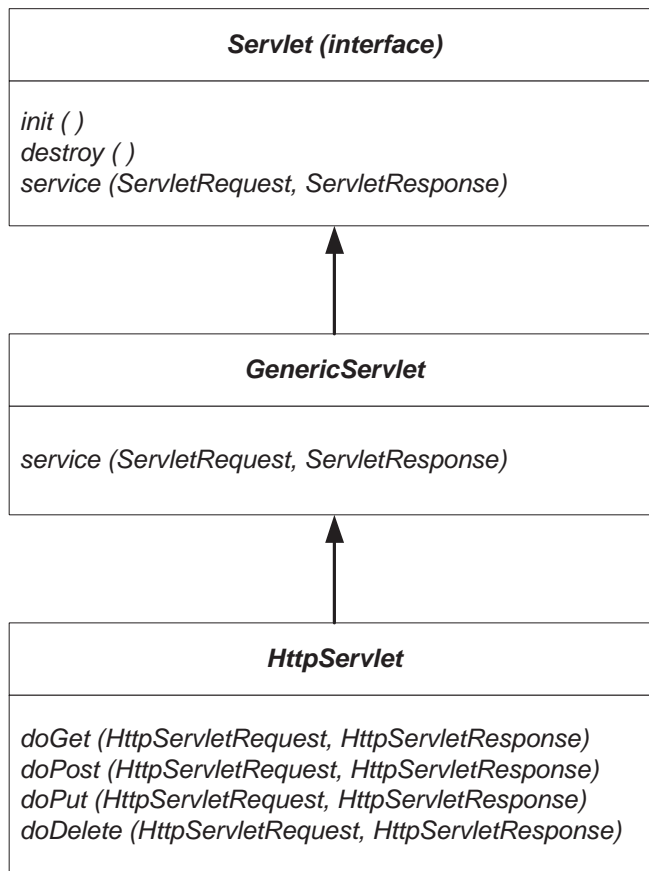 Servlet (interface)
init ( )
destroy ( )
service (ServletRequest, ServletResponse)
GenericServlet
service (ServletRequest, ServletResponse)
HttpServlet
doGet (HttpServletRequest, HttpServletResponse)
doPost (HttpServletRequest, HttpServletResponse)
doPut (HttpServletRequest, HttpServletResponse)
doDelete (HttpServletRequest, HttpServletResponse)